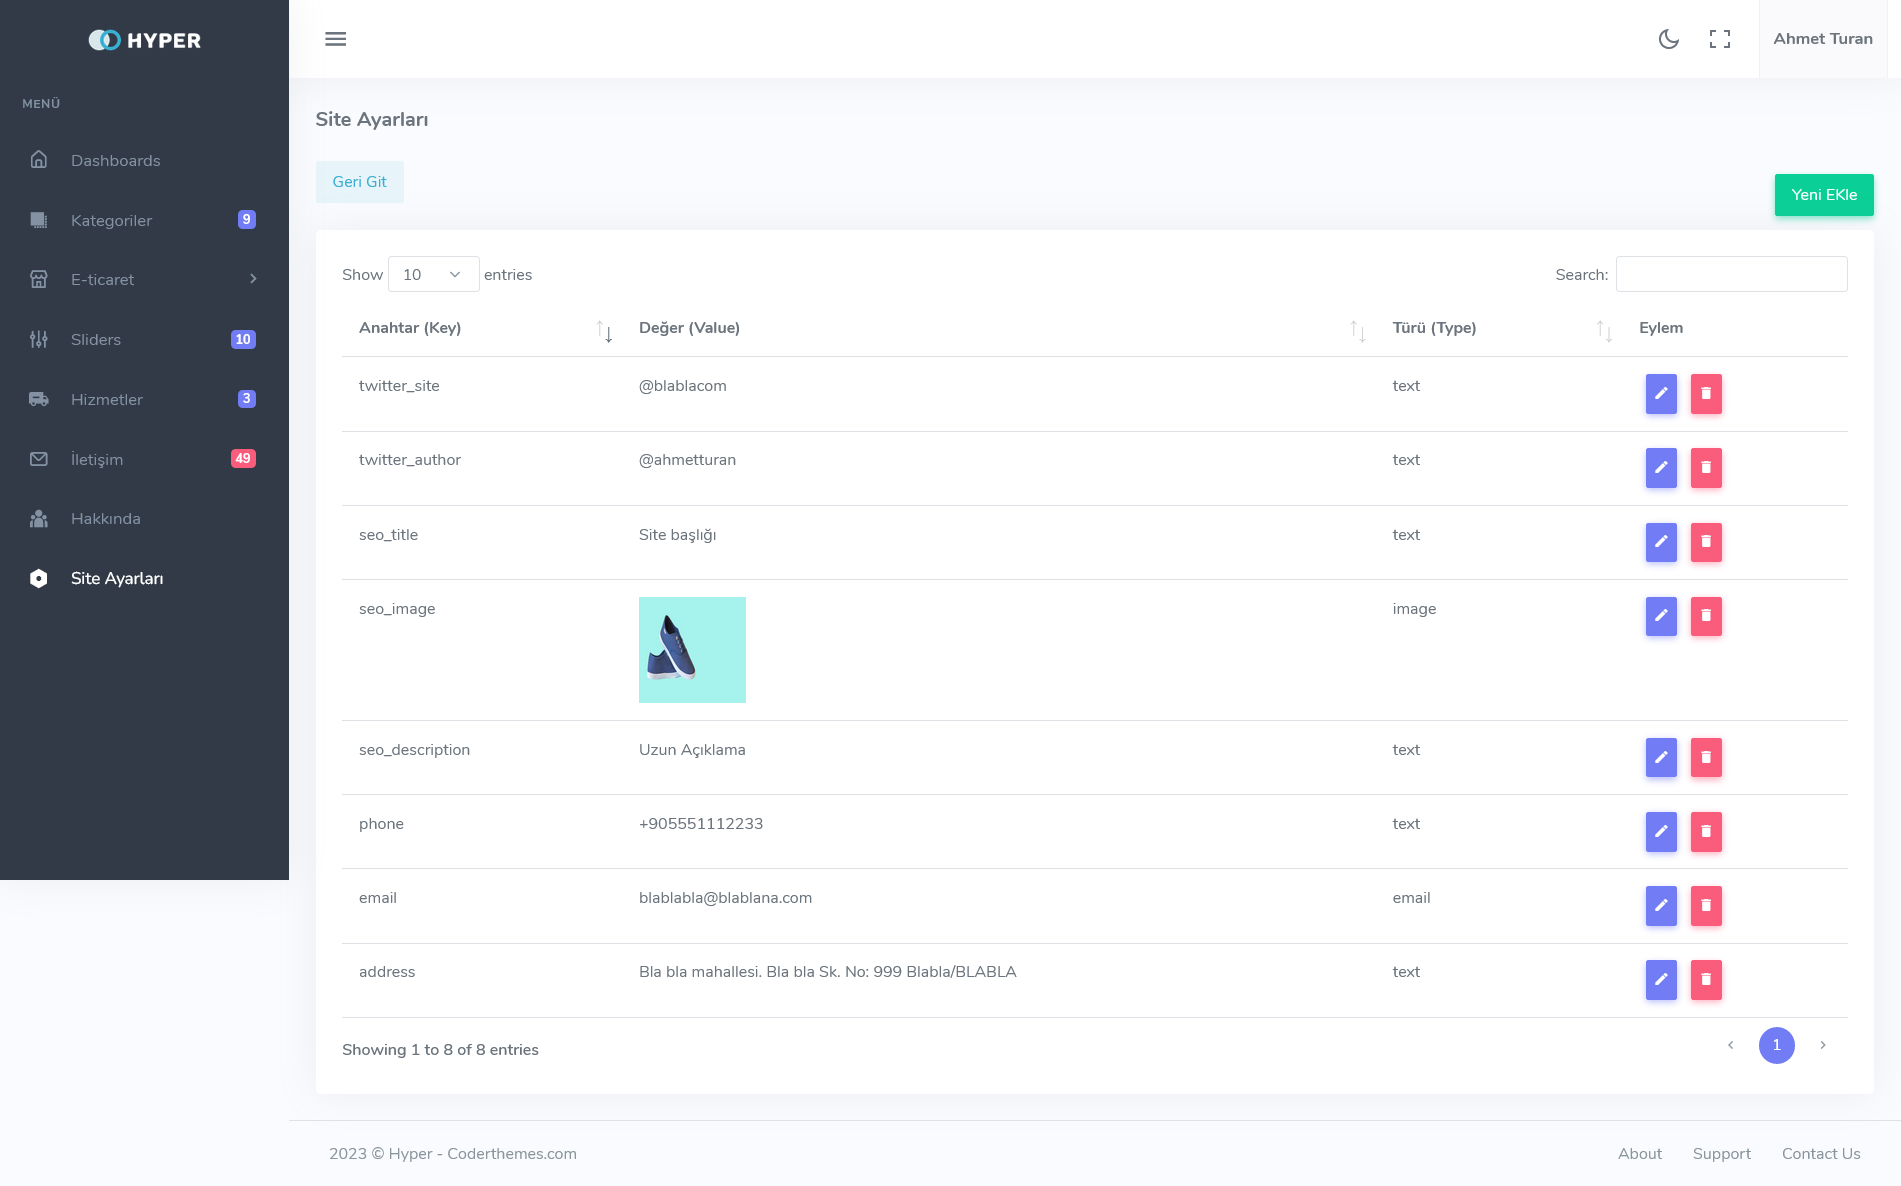 HYPER
Ahmet Turan
MENÜ
Dashboards
Kategoriler 9
E-ticaret
Sliders 10
Hizmetler 3
İletişim 49
Hakkında
Site Ayarları
Site Ayarları
Geri Git
Yeni EKle
Show 10 entries
Search:
Anahtar (Key) Değer (Value) Türü (Type) Eylem
twitter_site @blablacom text
twitter_author @ahmetturan text
seo_title Site başlığı text
seo_image image
seo_description Uzun Açıklama text
phone +905551112233 text
email blablabla@blablana.com email
address Bla bla mahallesi. Bla bla Sk. No: 999 Blabla/BLABLA text
Showing 1 to 8 of 8 entries
1
2023 © Hyper - Coderthemes.com
About Support Contact Us